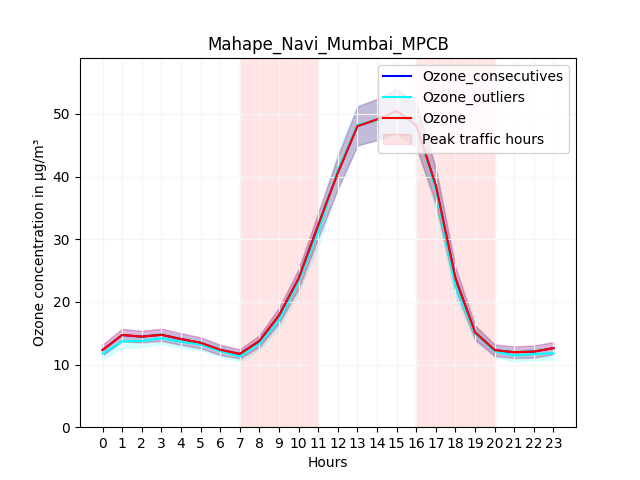 Mahape_Navi_Mumbai_MPCB
Ozone_consecutives
Ozone_outliers
Ozone
Peak traffic hours
Ozone concentration in µg/m³
50
40
30
20
10
0
0 1 2 3 4 5 6 7 8 9 10 11 12 13 14 15 16 17 18 19 20 21 22 23
Hours